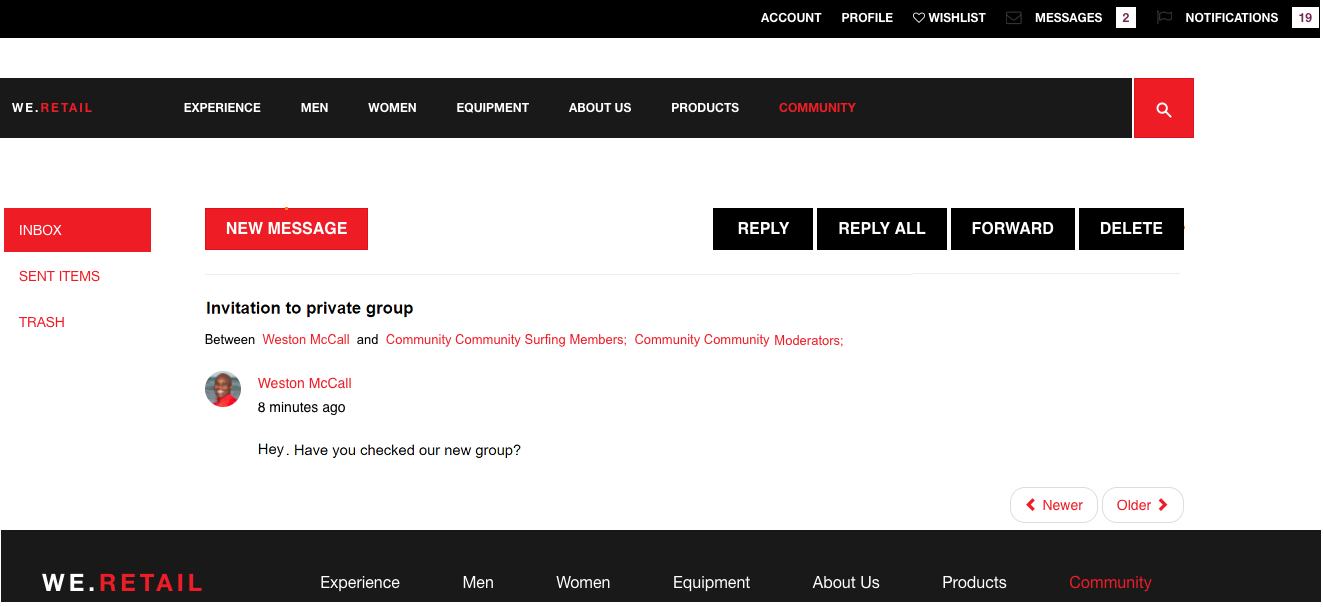 ACCOUNT PROFILE WISHLIST MESSAGES 2 NOTIFICATIONS 19
WE.RETAIL EXPERIENCE MEN WOMEN EQUIPMENT ABOUT US PRODUCTS COMMUNITY
INBOX
SENT ITEMS
TRASH
NEW MESSAGE REPLY REPLY ALL FORWARD DELETE
Invitation to private group
Between Weston McCall and Community Community Surfing Members; Community Community Moderators;
Weston McCall
8 minutes ago
Hey. Have you checked our new group?
Newer Older
WE.RETAIL Experience Men Women Equipment About Us Products Community